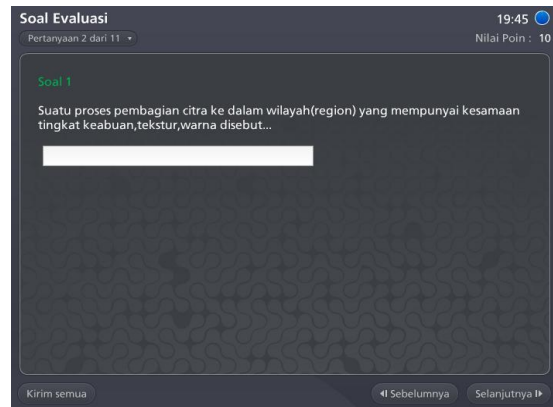 Soal Evaluasi
19:45
Pertanyaan 2 dari 11
Nilai Poin : 10
Soal 1
Suatu proses pembagian citra ke dalam wilayah(region) yang mempunyai kesamaan
tingkat keabuan,tekstur,warna disebut...
Kirim semua
Sebelumnya
Selanjutnya